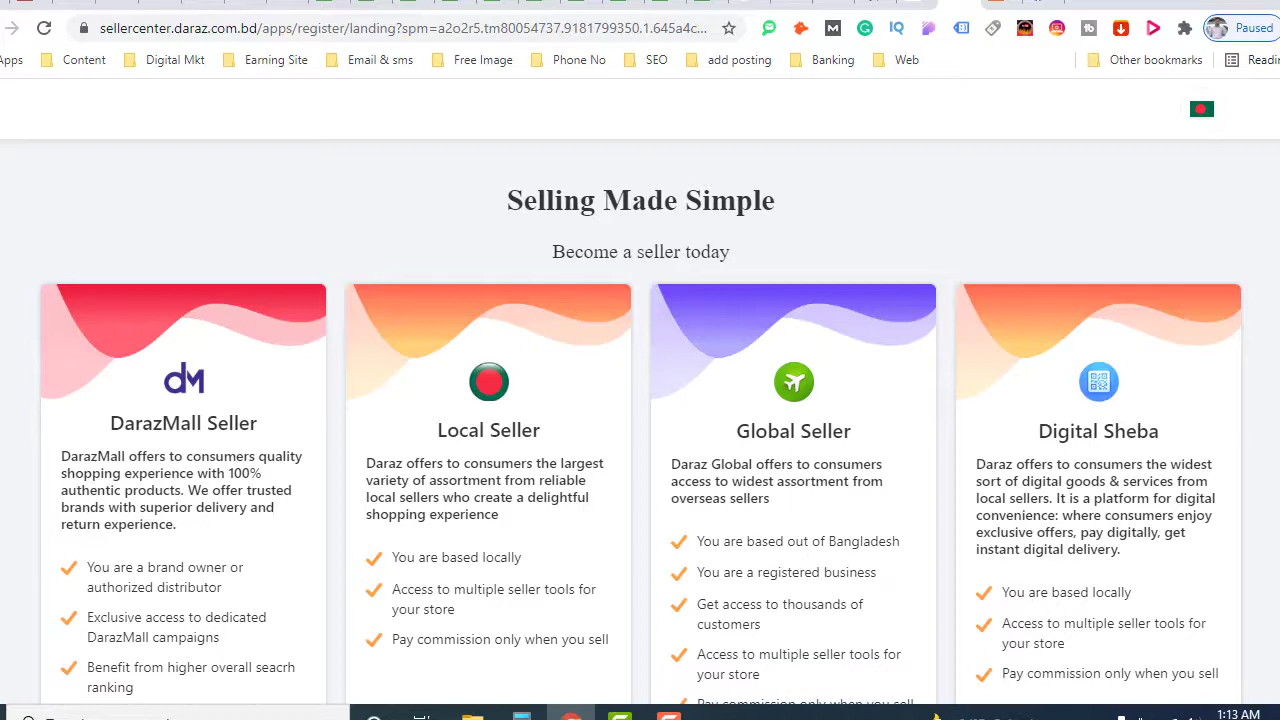 sellercenter.daraz.com.bd/apps/register/landing?spm=a2o2r5.tm80054737.9181799350.1.645a4c...
Paused
Apps
Content
Digital Mkt
Earning Site
Email & sms
Free Image
Phone No
SEO
add posting
Banking
Web
Other bookmarks
Selling Made Simple
Become a seller today
dM
DarazMall Seller
DarazMall offers to consumers quality
shopping experience with 100%
authentic products. We offer trusted
brands with superior delivery and
return experience.
You are a brand owner or
authorized distributor
Exclusive access to dedicated
DarazMall campaigns
Benefit from higher overall seacrh
ranking
Local Seller
Daraz offers to consumers the largest
variety of assortment from reliable
local sellers who create a delightful
shopping experience
You are based locally
Access to multiple seller tools for
your store
Pay commission only when you sell
Global Seller
Daraz Global offers to consumers
access to widest assortment from
overseas sellers
You are based out of Bangladesh
You are a registered business
Get access to thousands of
customers
Access to multiple seller tools for
your store
Pay commission only when you sell
Digital Sheba
Daraz offers to consumers the widest
sort of digital goods & services from
local sellers. It is a platform for digital
convenience: where consumers enjoy
exclusive offers, pay digitally, get
instant digital delivery.
You are based locally
Access to multiple seller tools for
your store
Pay commission only when you sell
1:13 AM